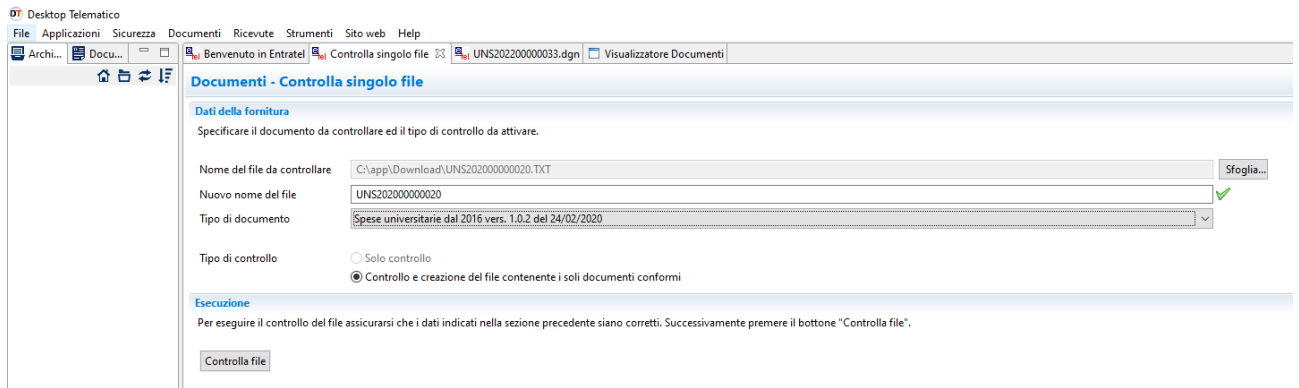 DT Desktop Telematico
File Applicazioni Sicurezza Documenti Ricevute Strumenti Sito web Help
Archi... Docu... Benvenuto in Entratel Controlla singolo file UNS202200000033.dgn Visualizzatore Documenti
Documenti - Controlla singolo file
Dati della fornitura
Specificare il documento da controllare ed il tipo di controllo da attivare.
Nome del file da controllare C:\app\Download\UNS202000000020.TXT Sfoglia...
Nuovo nome del file UNS202000000020
Tipo di documento Spese universitarie dal 2016 vers. 1.0.2 del 24/02/2020
Tipo di controllo Solo controllo
Controllo e creazione del file contenente i soli documenti conformi
Esecuzione
Per eseguire il controllo del file assicurarsi che i dati indicati nella sezione precedente siano corretti. Successivamente premere il bottone "Controlla file".
Controlla file